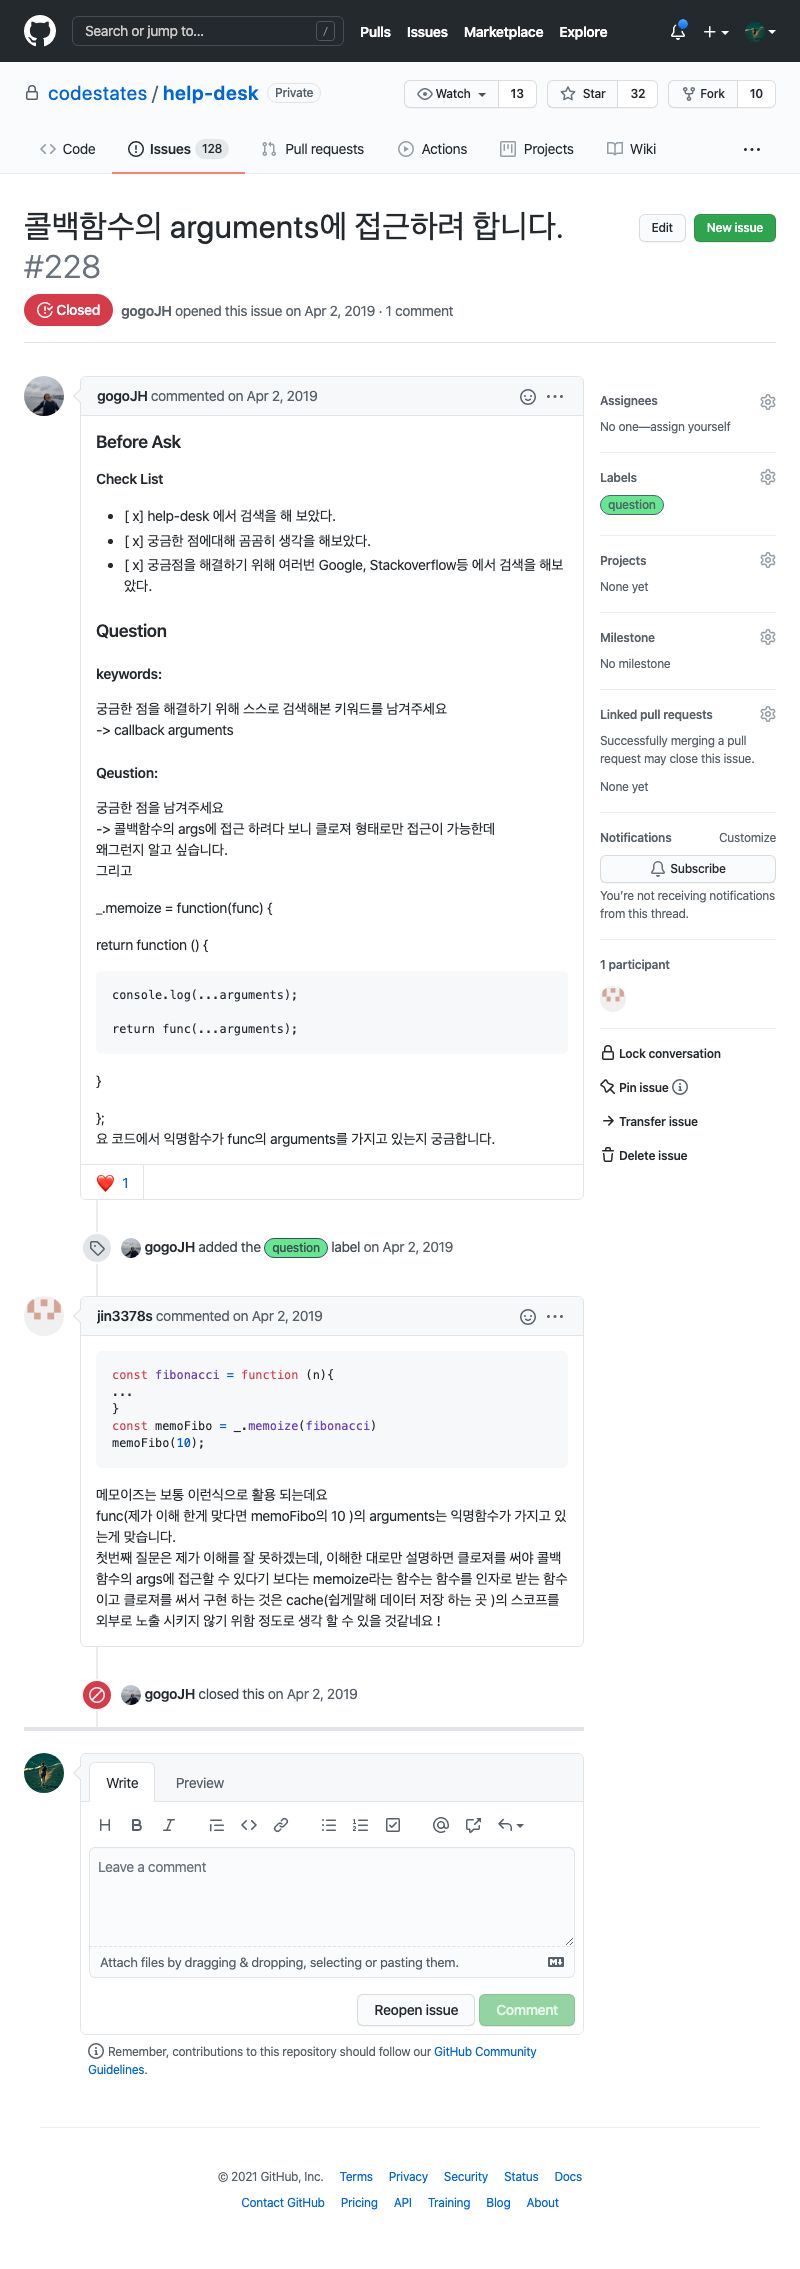 Search or jump to... /
Pulls Issues Marketplace Explore
codestates / help-desk Private
Watch 13 Star 32 Fork 10
Code Issues 128 Pull requests Actions Projects Wiki ...
콜백함수의 arguments에 접근하려 합니다.
#228
Edit New issue
Closed gogoJH opened this issue on Apr 2, 2019 · 1 comment
gogoJH commented on Apr 2, 2019
Before Ask
Check List
• [ x] help-desk 에서 검색을 해 보았다.
• [ x] 궁금한 점에대해 곰곰히 생각을 해보았다.
• [ x] 궁금점을 해결하기 위해 여러번 Google, Stackoverflow등 에서 검색을 해보
았다.
Question
keywords:
궁금한 점을 해결하기 위해 스스로 검색해본 키워드를 남겨주세요
-> callback arguments
Qeustion:
궁금한 점을 남겨주세요
-> 콜백함수의 args에 접근 하려다 보니 클로져 형태로만 접근이 가능한데
왜그런지 알고 싶습니다.
그리고
_.memoize = function(func) {
return function () {
console.log(...arguments);
return func(...arguments);
}
};
요 코드에서 익명함수가 func의 arguments를 가지고 있는지 궁금합니다.
❤️ 1
gogoJH added the question label on Apr 2, 2019
jin3378s commented on Apr 2, 2019
const fibonacci = function (n){
...
}
const memoFibo = _.memoize(fibonacci)
memoFibo(10);
메모이즈는 보통 이런식으로 활용 되는데요
func(제가 이해 한게 맞다면 memoFibo의 10 )의 arguments는 익명함수가 가지고 있
는게 맞습니다.
첫번째 질문은 제가 이해를 잘 못하겠는데, 이해한 대로만 설명하면 클로져를 써야 콜백
함수의 args에 접근할 수 있다기 보다는 memoize라는 함수는 함수를 인자로 받는 함수
이고 클로져를 써서 구현 하는 것은 cache(쉽게말해 데이터 저장 하는 곳 )의 스코프를
외부로 노출 시키지 않기 위함 정도로 생각 할 수 있을 것같네요 !
gogoJH closed this on Apr 2, 2019
Write Preview
H B I
Leave a comment
Attach files by dragging & dropping, selecting or pasting them.
Reopen issue Comment
Remember, contributions to this repository should follow our GitHub Community
Guidelines.
Assignees
No one—assign yourself
Labels
question
Projects
None yet
Milestone
No milestone
Linked pull requests
Successfully merging a pull
request may close this issue.
None yet
Notifications Customize
Subscribe
You're not receiving notifications
from this thread.
1 participant
Lock conversation
Pin issue
Transfer issue
Delete issue
© 2021 GitHub, Inc. Terms Privacy Security Status Docs
Contact GitHub Pricing API Training Blog About